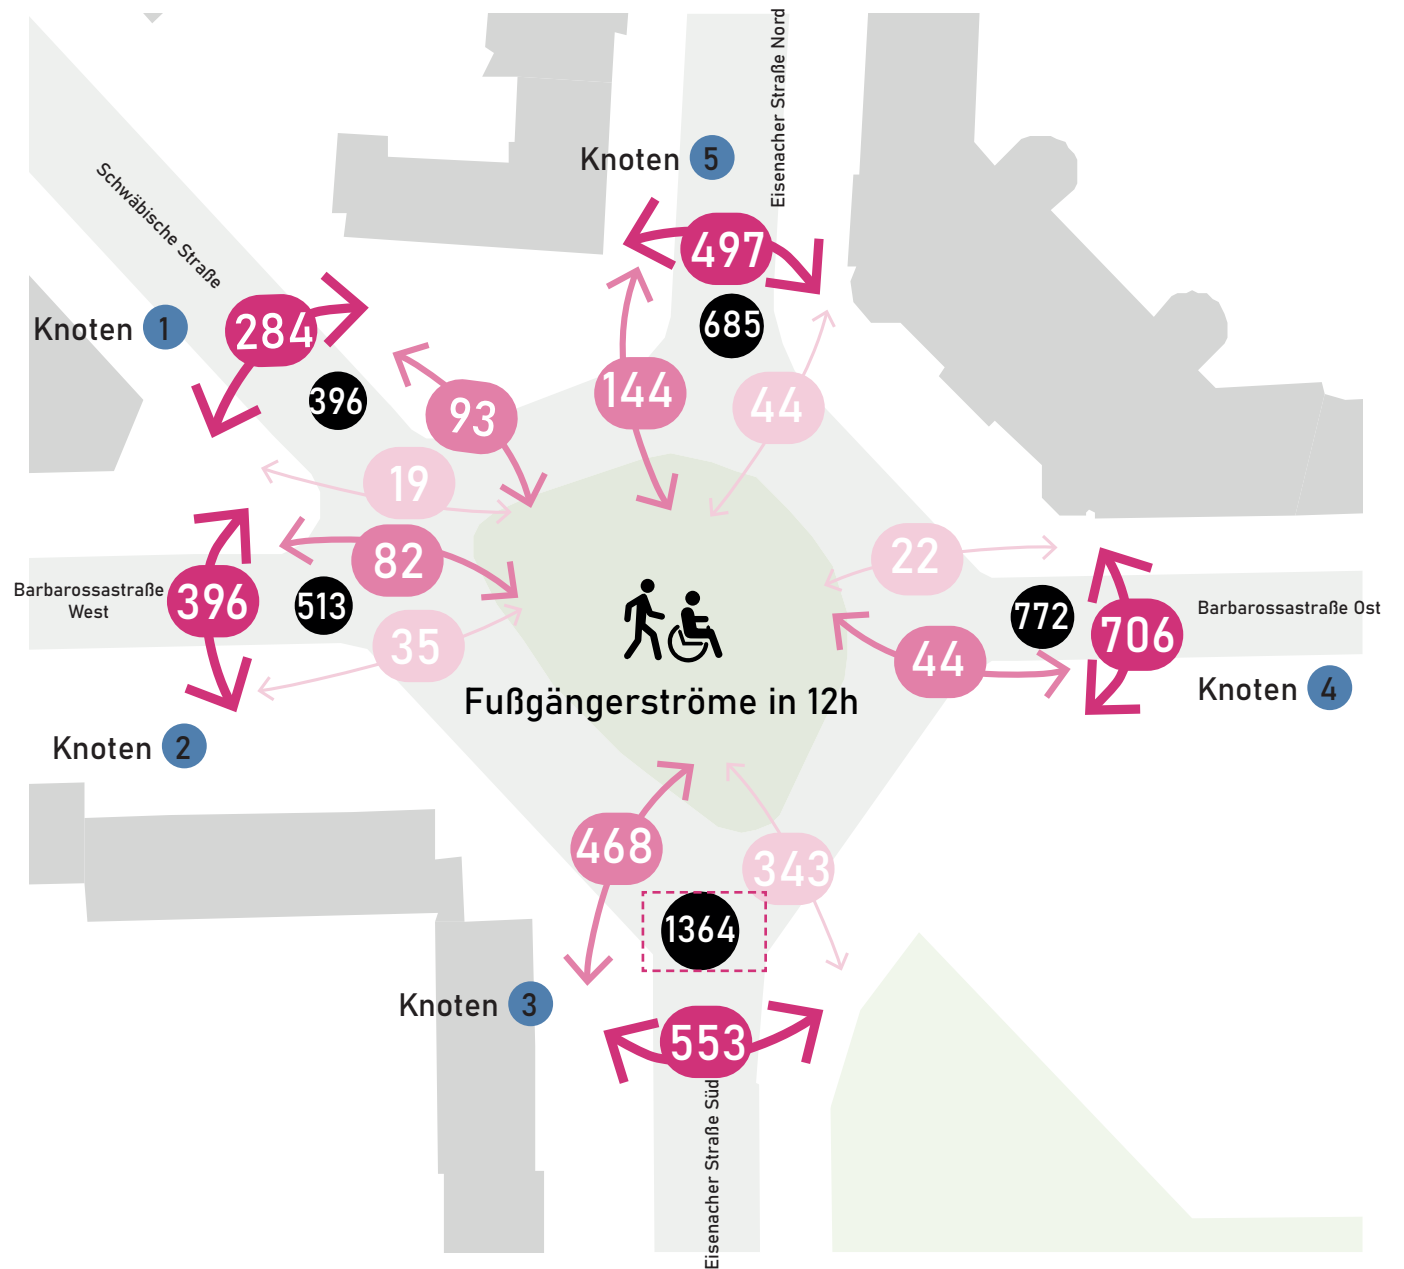 Eisenacher Straße Nord
Knoten 5
Schwäbische Straße
497
685
Knoten 1
284
396
93
144
44
19
82
22
Barbarossastraße
West
396
513
35
772
706
Barbarossastraße Ost
44
Knoten 4
Fußgängerströme in 12h
Knoten 2
468
343
1364
Knoten 3
553
Eisenacher Straße Süd